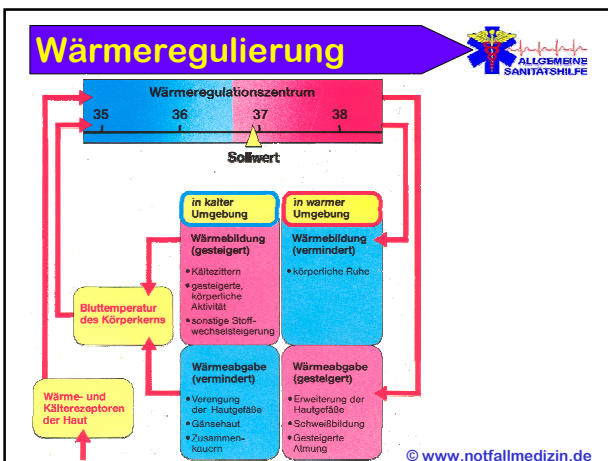 Wärmeregulierung
ALLGEMEINE
SANITÄTSHILFE
Wärmeregulationszentrum
35 36 37 38
Sollwert
in kalter
Umgebung
in warmer
Umgebung
Wärmebildung
(gesteigert)
• Kältezittern
• gesteigerte,
körperliche
Aktivität
• sonstige Stoff-
wechselsteigerung
Wärmebildung
(vermindert)
• körperliche Ruhe
Bluttemperatur
des Körperkerns
Wärmeabgabe
(vermindert)
• Verengung
der Hautgefäße
• Gänsehaut
• Zusammen-
kauern
Wärmeabgabe
(gesteigert)
• Erweiterung der
Hautgefäße
• Schweißbildung
• Gesteigerte
Atmung
Wärme- und
Kälterezeptoren
der Haut
© www.notfallmedizin.de